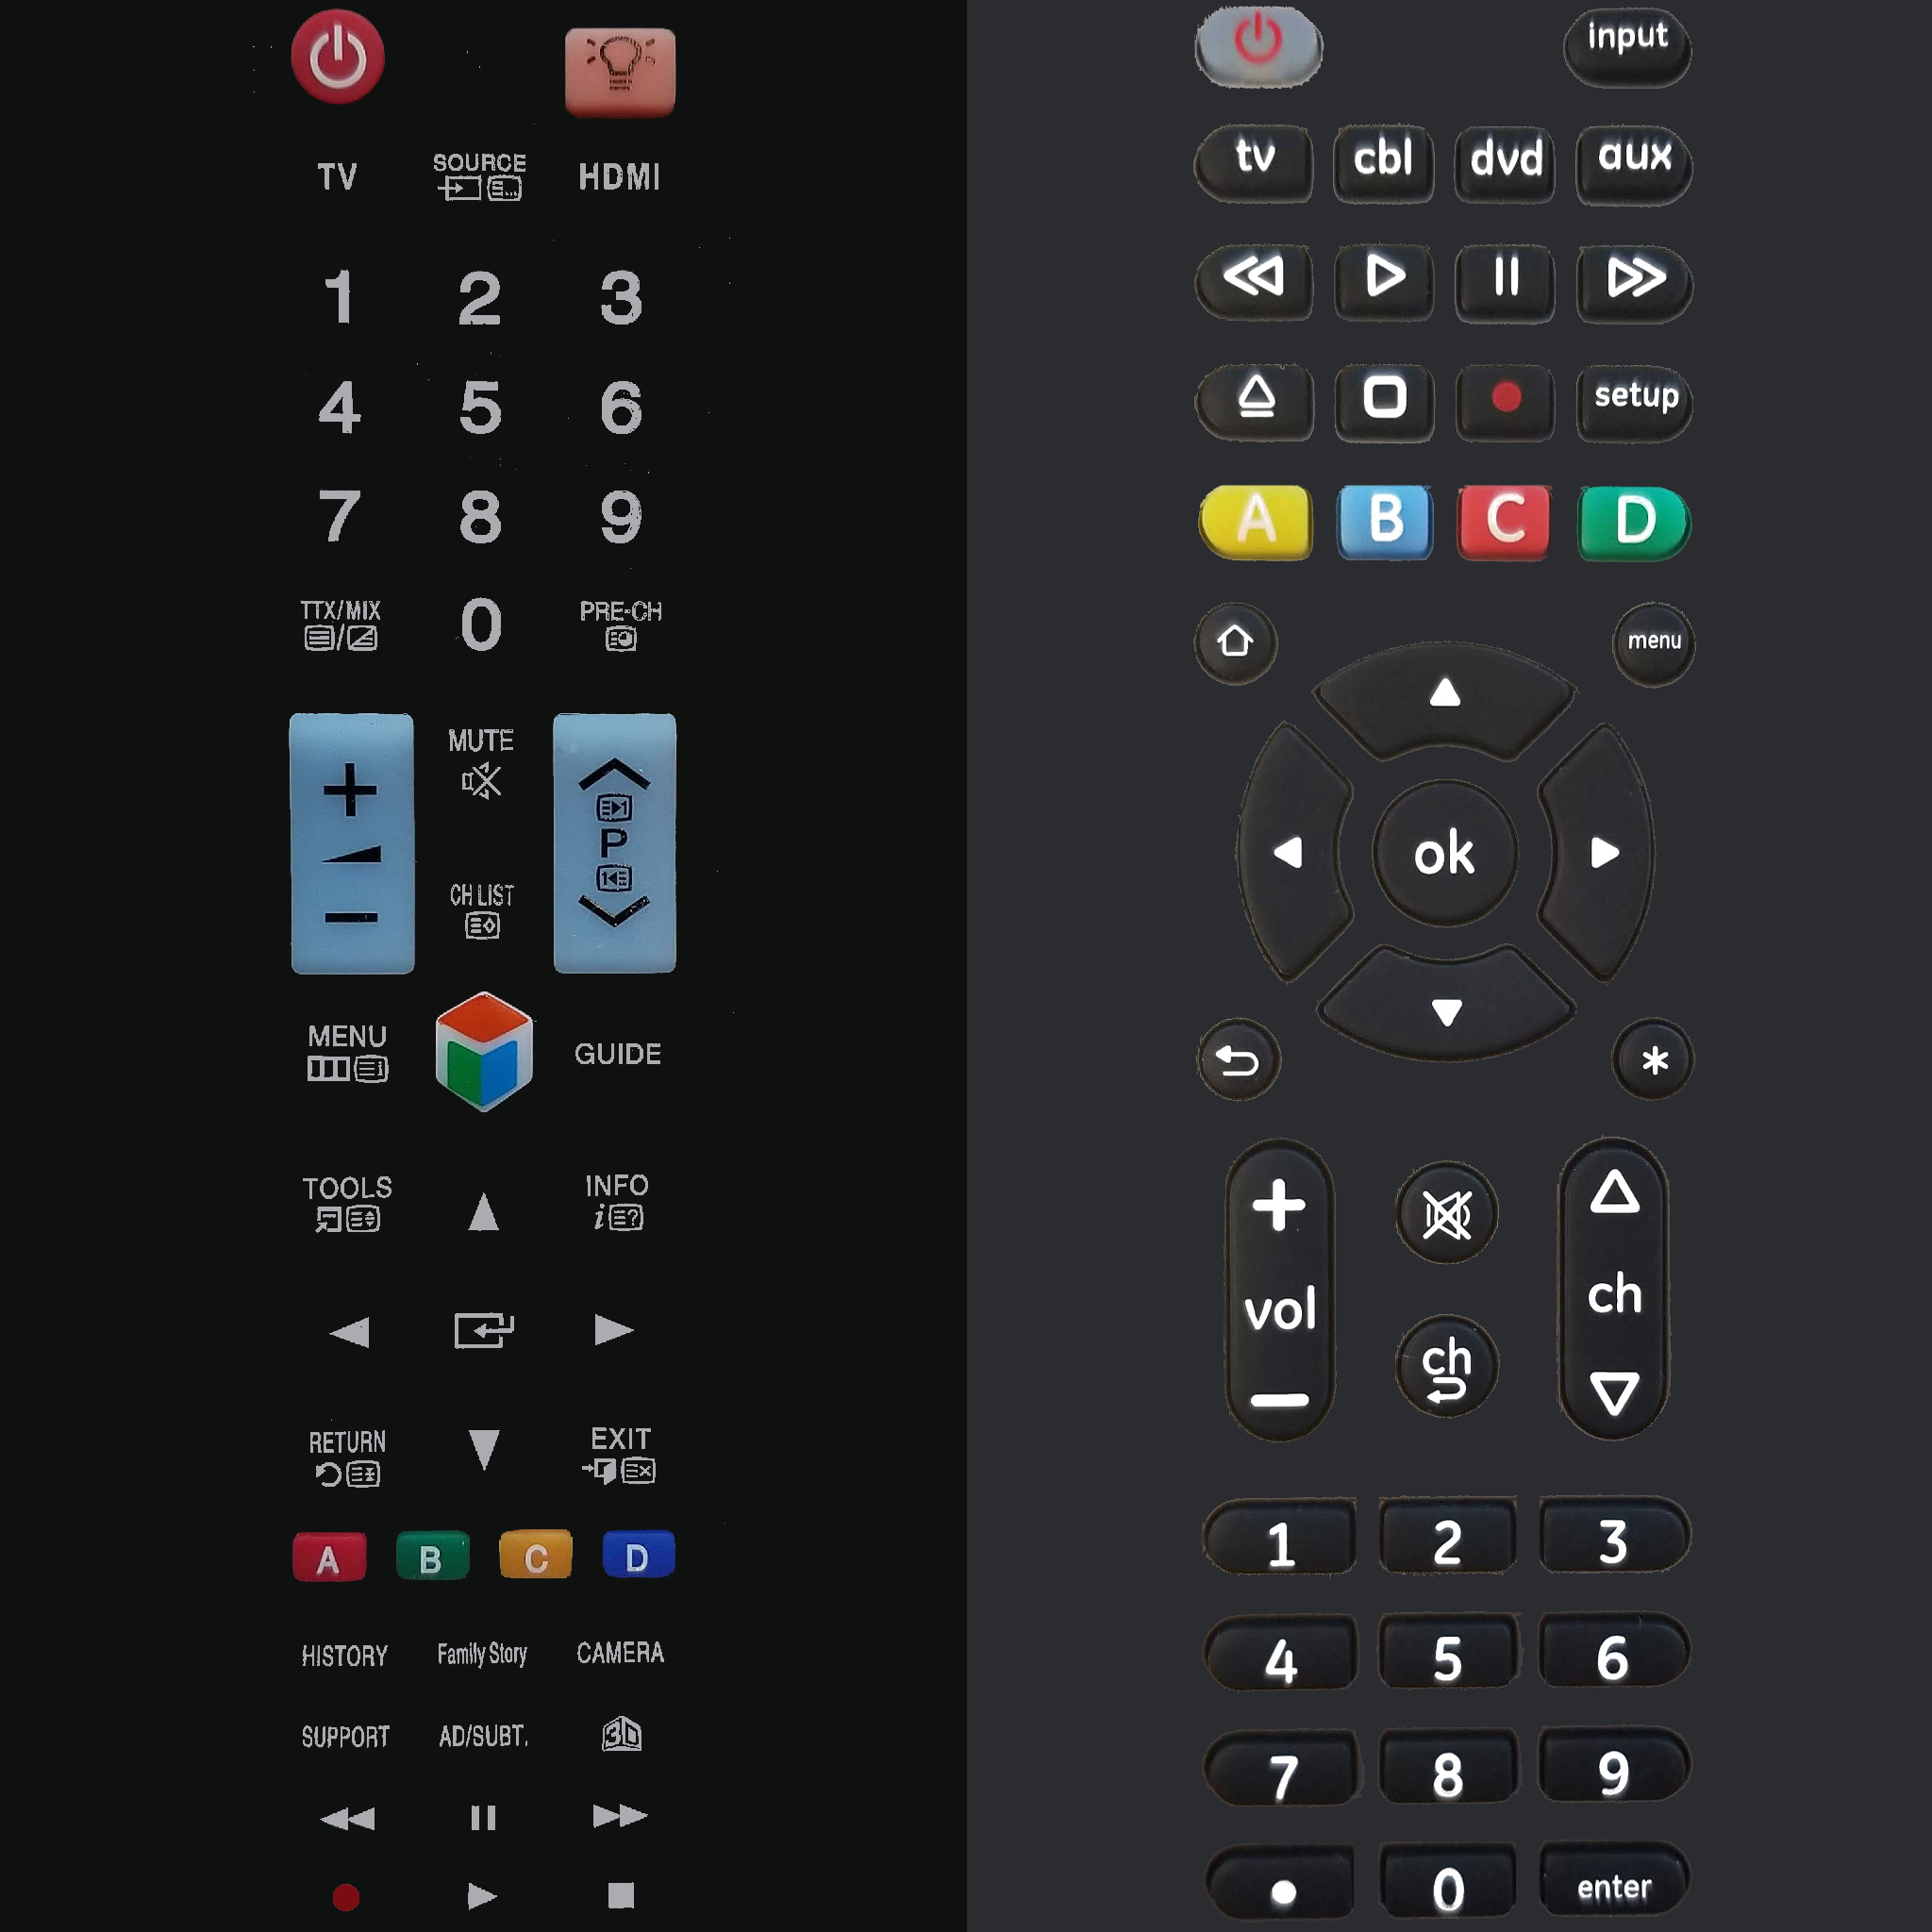 TV
SOURCE
HDMI
1 2 3
4 5 6
7 8 9
TTX/MIX
0
PRE-CH
+
MUTE
P
−
CH LIST
MENU
GUIDE
TOOLS
INFO
i
RETURN
EXIT
A B C D
HISTORY Family Story CAMERA
SUPPORT AD/SUBT. 3D
input
tv cbl dvd aux
setup
A B C D
menu
ok
*
+
vol
−
ch
ch
1 2 3
4 5 6
7 8 9
• 0 enter